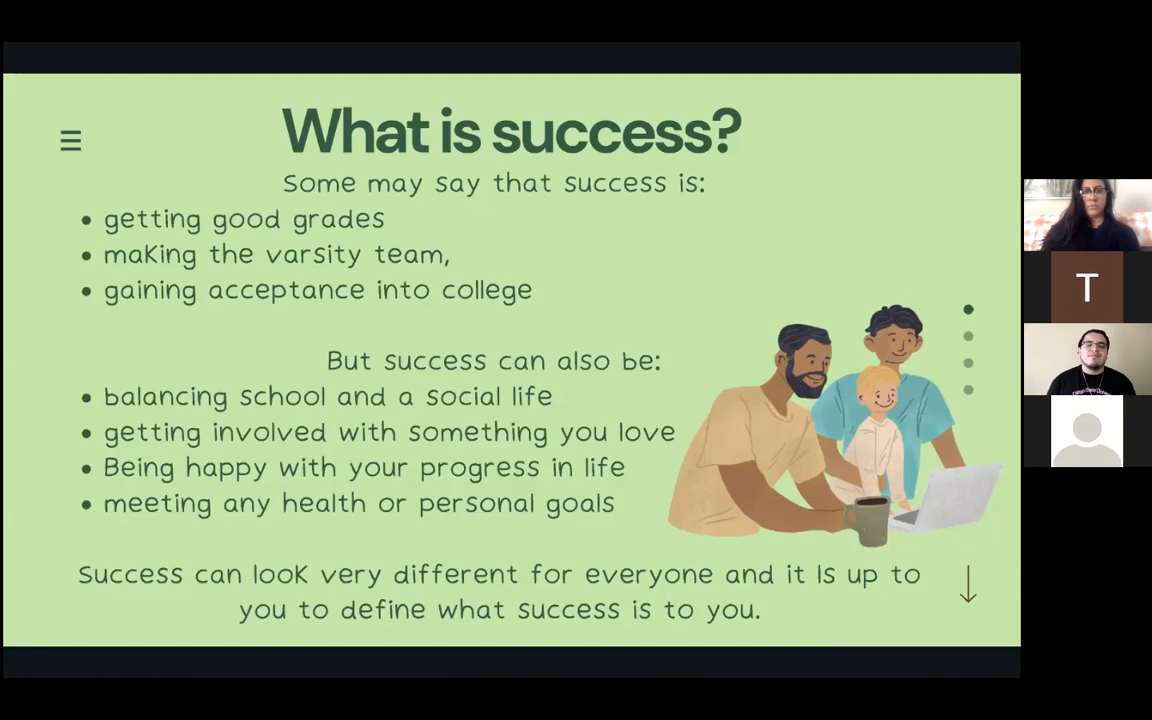 What is success?
Some may say that success is:
• getting good grades
• making the varsity team,
• gaining acceptance into college
But success can also be:
• balancing school and a social life
• getting involved with something you love
• Being happy with your progress in life
• meeting any health or personal goals
Success can look very different for everyone and it Is up to
you to define what success is to you.
T